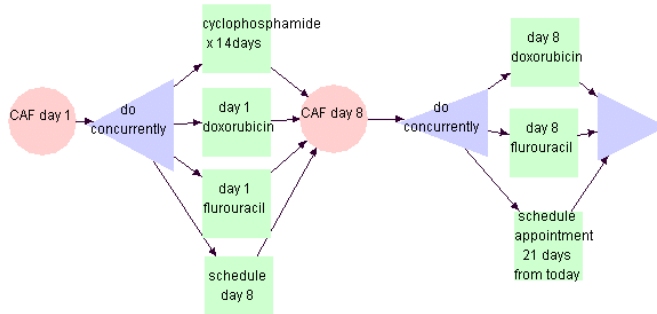 CAF day 1
do
concurrently
cyclophosphamide
x 14days
day 1
doxorubicin
day 1
flurouracil
schedule
day 8
CAF day 8
do
concurrently
day 8
doxorubicin
day 8
flurouracil
schedule
appointment
21 days
from today